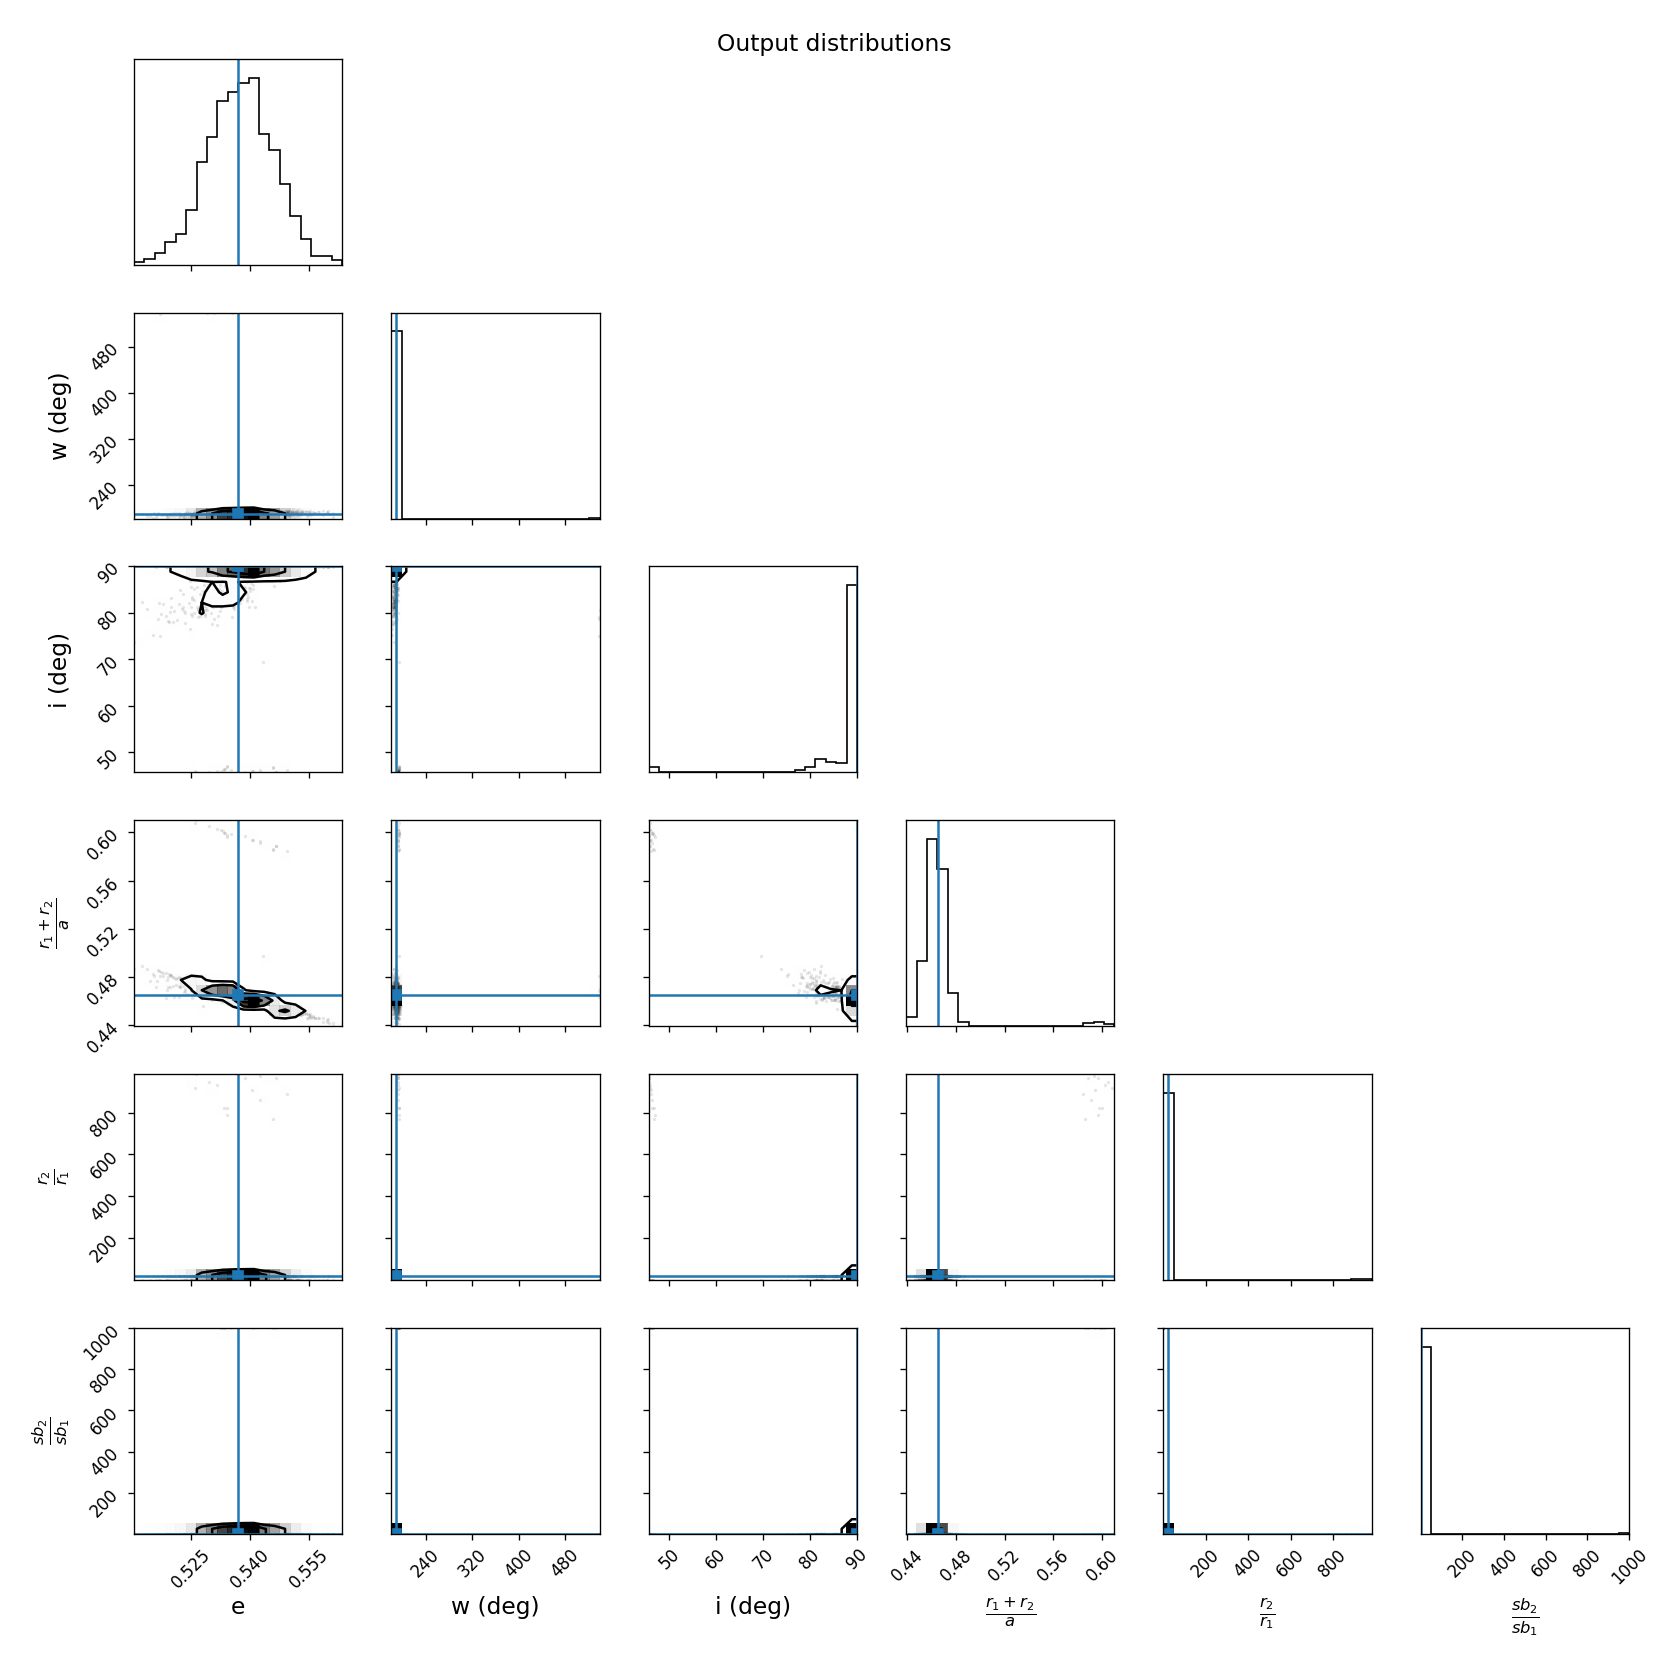 Output distributions
w (deg)
480
400
320
240
i (deg)
90
80
70
60
50
r₁ + r₂
a
0.60
0.56
0.52
0.48
0.44
r₂
r₁
800
600
400
200
sb₂
sb₁
1000
800
600
400
200
0.525 0.540 0.555
240 320 400 480
50 60 70 80 90
0.44 0.48 0.52 0.56 0.60
200 400 600 800
200 400 600 800 1000
e
w (deg)
i (deg)
r₁ + r₂
a
r₂
r₁
sb₂
sb₁